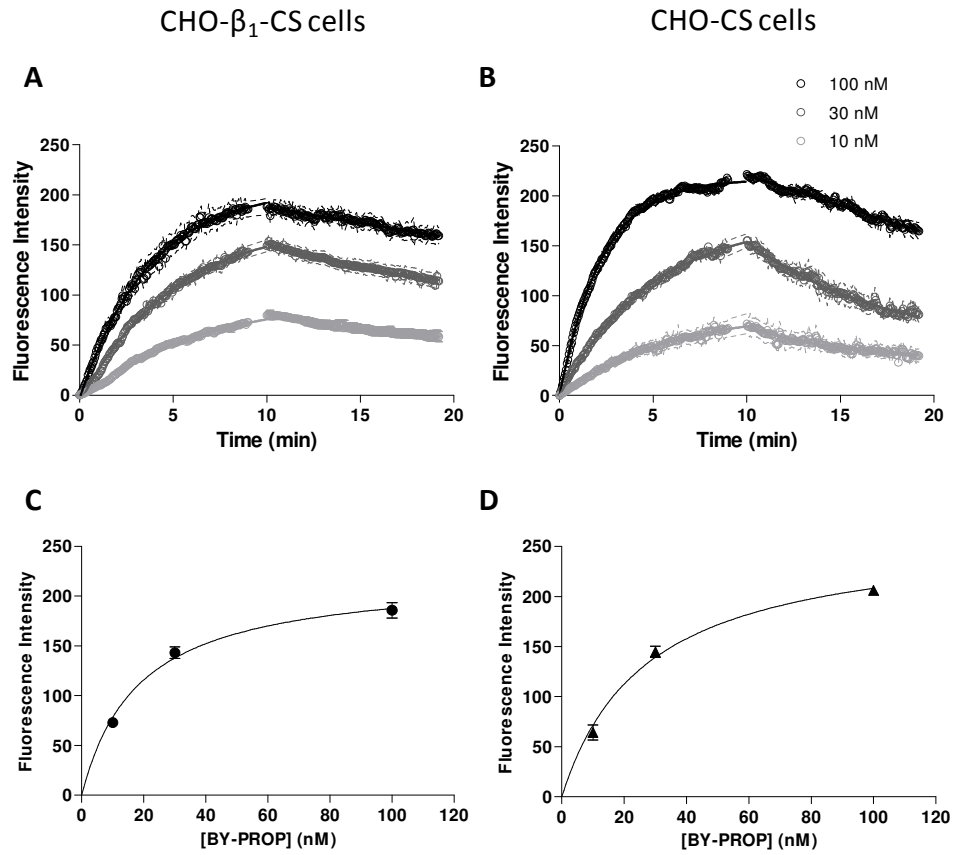 CHO-β₁-CS cells
CHO-CS cells
A
B
100 nM
30 nM
10 nM
Fluorescence Intensity
250
200
150
100
50
0
0 5 10 15 20
Time (min)
Fluorescence Intensity
250
200
150
100
50
0
0 5 10 15 20
Time (min)
C
D
Fluorescence Intensity
250
200
150
100
50
0
0 20 40 60 80 100 120
[BY-PROP] (nM)
Fluorescence Intensity
250
200
150
100
50
0
0 20 40 60 80 100 120
[BY-PROP] (nM)